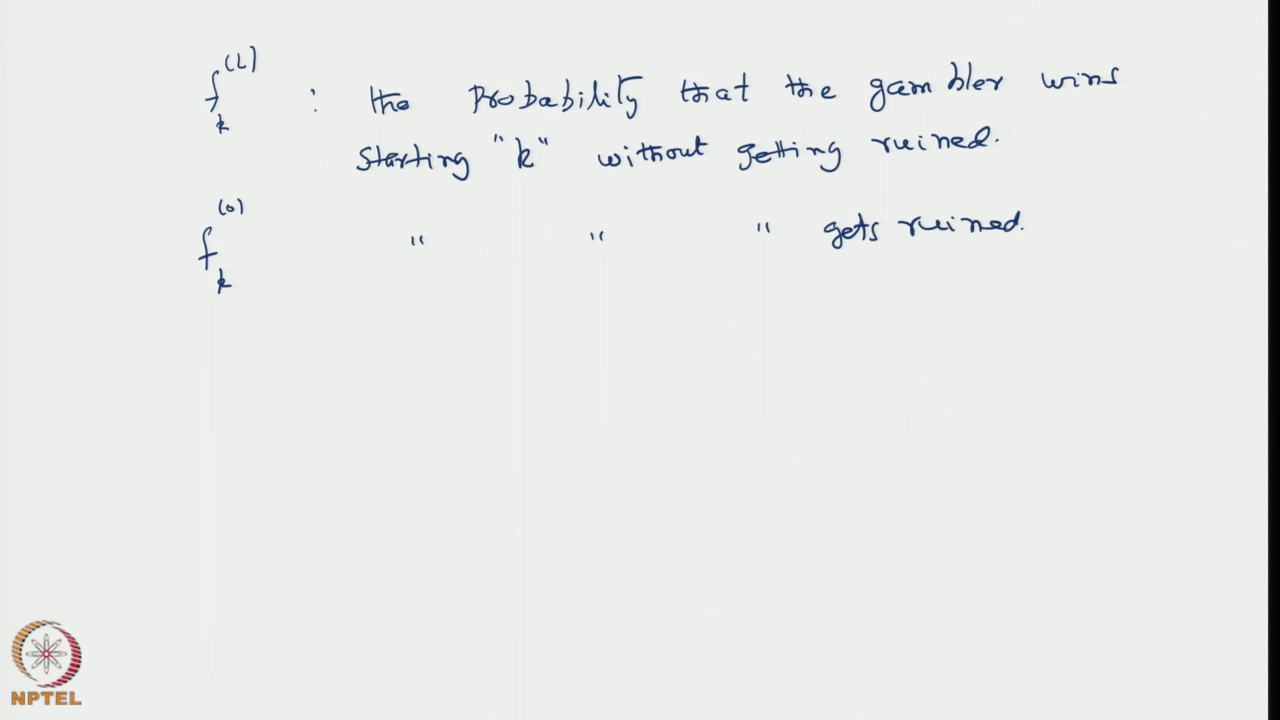 f_k^(L) : the Probability that the gambler wins
starting "k" without getting ruined.
f_k^(0) " " " gets ruined.
NPTEL